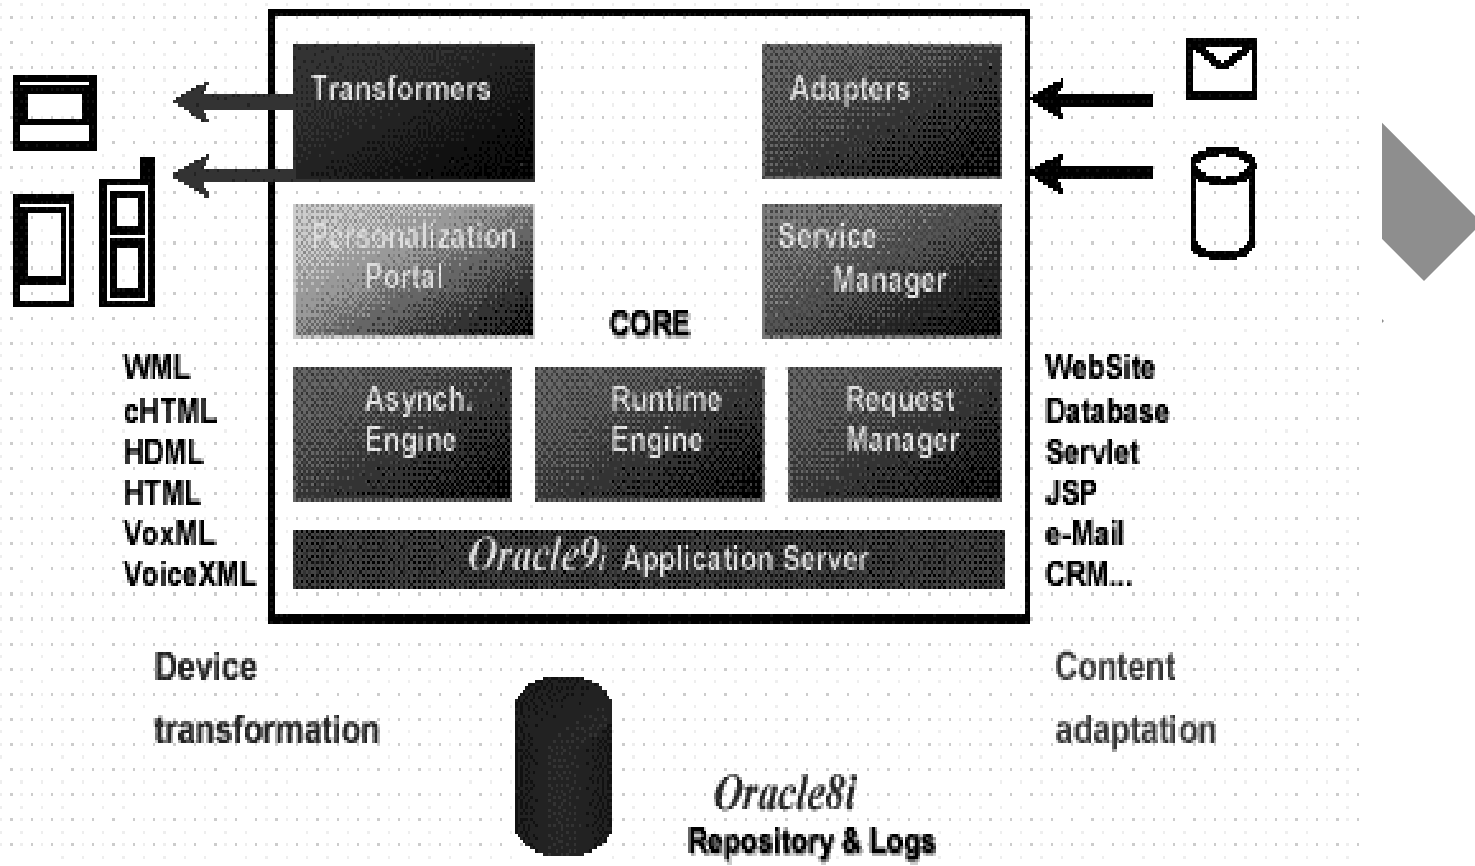 Transformers
Adapters
Personalization
Portal
Service
Manager
CORE
Asynch.
Engine
Runtime
Engine
Request
Manager
Oracle9i Application Server
WML
cHTML
HDML
HTML
VoxML
VoiceXML
WebSite
Database
Servlet
JSP
e-Mail
CRM...
Device
transformation
Content
adaptation
Oracle8i
Repository & Logs